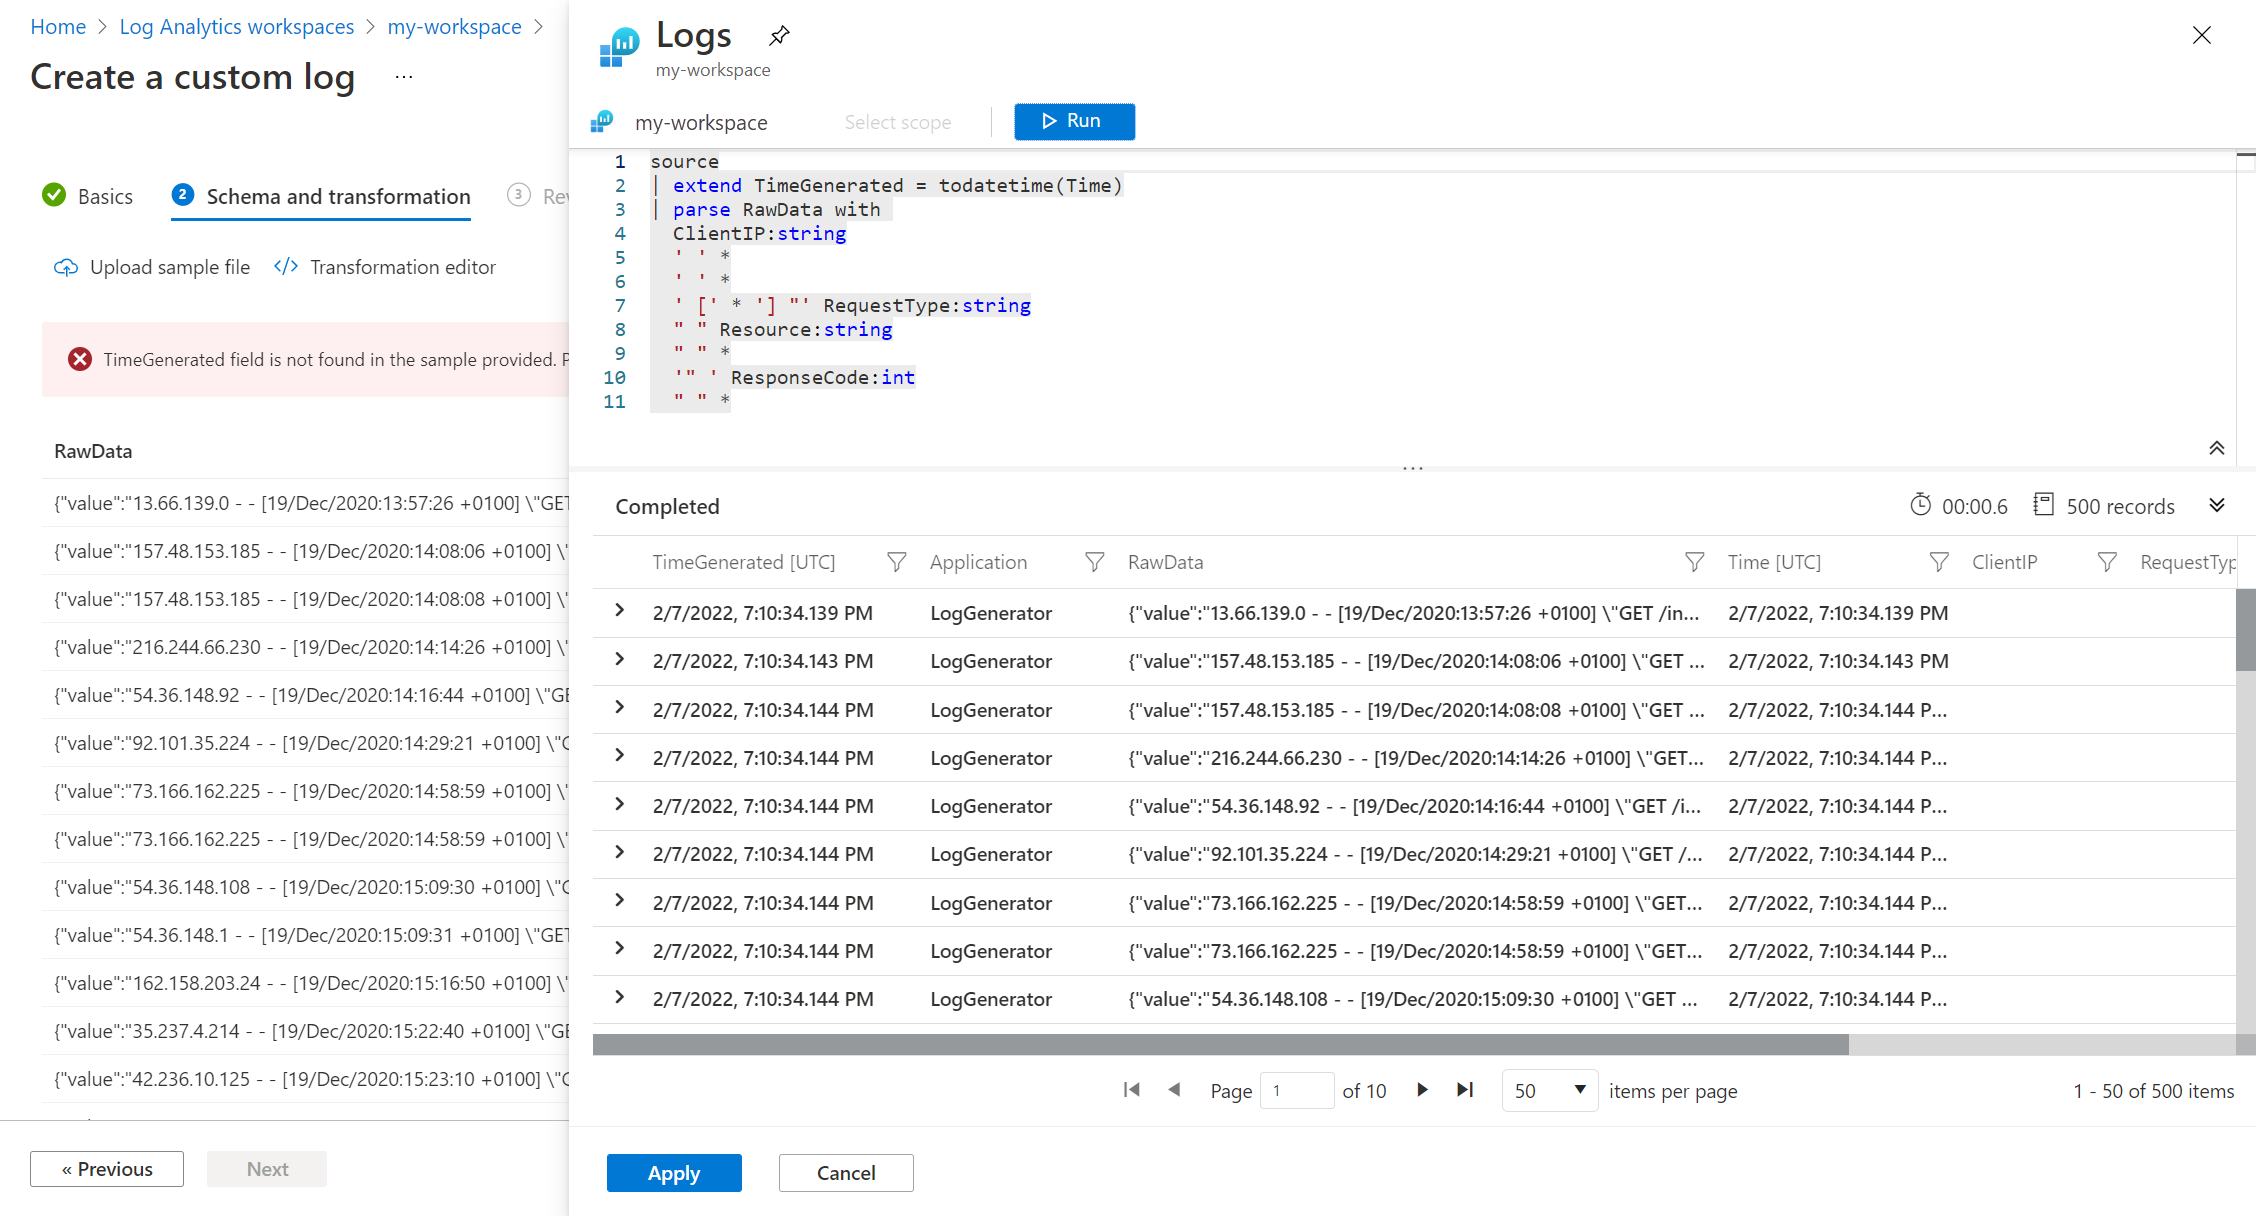 Home > Log Analytics workspaces > my-workspace >
Create a custom log ...
Basics
2 Schema and transformation
3 Rev
Upload sample file
</> Transformation editor
TimeGenerated field is not found in the sample provided. P
RawData
{"value":"13.66.139.0 - - [19/Dec/2020:13:57:26 +0100] \"GET
{"value":"157.48.153.185 - - [19/Dec/2020:14:08:06 +0100] \"
{"value":"157.48.153.185 - - [19/Dec/2020:14:08:08 +0100] \"
{"value":"216.244.66.230 - - [19/Dec/2020:14:14:26 +0100] \"
{"value":"54.36.148.92 - - [19/Dec/2020:14:16:44 +0100] \"GE
{"value":"92.101.35.224 - - [19/Dec/2020:14:29:21 +0100] \"G
{"value":"73.166.162.225 - - [19/Dec/2020:14:58:59 +0100] \"
{"value":"73.166.162.225 - - [19/Dec/2020:14:58:59 +0100] \"
{"value":"54.36.148.108 - - [19/Dec/2020:15:09:30 +0100] \"G
{"value":"54.36.148.1 - - [19/Dec/2020:15:09:31 +0100] \"GET
{"value":"162.158.203.24 - - [19/Dec/2020:15:16:50 +0100] \"
{"value":"35.237.4.214 - - [19/Dec/2020:15:22:40 +0100] \"GE
{"value":"42.236.10.125 - - [19/Dec/2020:15:23:10 +0100] \"G
« Previous
Next
Logs
my-workspace
my-workspace
Select scope
Run
1 source
2 | extend TimeGenerated = todatetime(Time)
3 | parse RawData with
4 ClientIP:string
5 ' ' *
6 ' ' *
7 ' [' * '] "' RequestType:string
8 " " Resource:string
9 " " *
10 '" ' ResponseCode:int
11 " " *
...
Completed
00:00.6
500 records
TimeGenerated [UTC] Application RawData Time [UTC] ClientIP RequestTyp
2/7/2022, 7:10:34.139 PM LogGenerator {"value":"13.66.139.0 - - [19/Dec/2020:13:57:26 +0100] \"GET /in... 2/7/2022, 7:10:34.139 PM
2/7/2022, 7:10:34.143 PM LogGenerator {"value":"157.48.153.185 - - [19/Dec/2020:14:08:06 +0100] \"GET ... 2/7/2022, 7:10:34.143 PM
2/7/2022, 7:10:34.144 PM LogGenerator {"value":"157.48.153.185 - - [19/Dec/2020:14:08:08 +0100] \"GET ... 2/7/2022, 7:10:34.144 P...
2/7/2022, 7:10:34.144 PM LogGenerator {"value":"216.244.66.230 - - [19/Dec/2020:14:14:26 +0100] \"GET... 2/7/2022, 7:10:34.144 P...
2/7/2022, 7:10:34.144 PM LogGenerator {"value":"54.36.148.92 - - [19/Dec/2020:14:16:44 +0100] \"GET /i... 2/7/2022, 7:10:34.144 P...
2/7/2022, 7:10:34.144 PM LogGenerator {"value":"92.101.35.224 - - [19/Dec/2020:14:29:21 +0100] \"GET /... 2/7/2022, 7:10:34.144 P...
2/7/2022, 7:10:34.144 PM LogGenerator {"value":"73.166.162.225 - - [19/Dec/2020:14:58:59 +0100] \"GET... 2/7/2022, 7:10:34.144 P...
2/7/2022, 7:10:34.144 PM LogGenerator {"value":"73.166.162.225 - - [19/Dec/2020:14:58:59 +0100] \"GET... 2/7/2022, 7:10:34.144 P...
2/7/2022, 7:10:34.144 PM LogGenerator {"value":"54.36.148.108 - - [19/Dec/2020:15:09:30 +0100] \"GET ... 2/7/2022, 7:10:34.144 P...
Page 1 of 10
50 items per page
1 - 50 of 500 items
Apply
Cancel